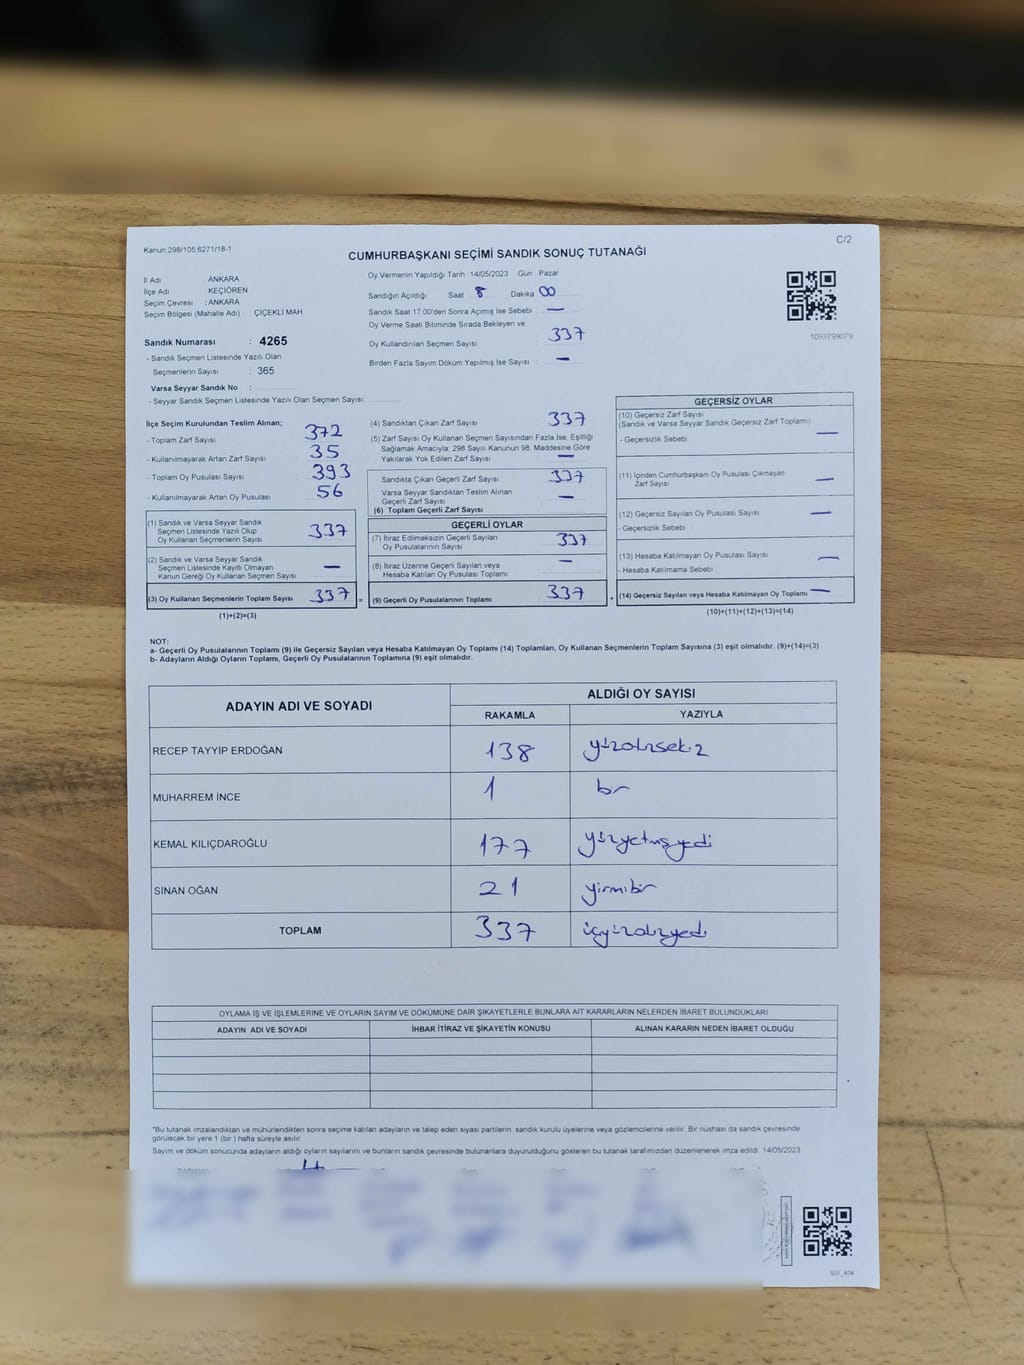 Kanun 298/105,6271/18-1
C/2
CUMHURBAŞKANI SEÇİMİ SANDIK SONUÇ TUTANAĞI
İl Adı ANKARA
İlçe Adı KEÇİÖREN
Seçim Çevresi : ANKARA
Seçim Bölgesi (Mahalle Adı) : ÇİÇEKLİ MAH
Oy Vermenin Yapıldığı Tarih :14/05/2023 Gün : Pazar
Sandığın Açıldığı Saat 8 Dakika 00
Sandık Saat 17:00'den Sonra Açımış İse Sebebi —
Oy Verme Saati Bitiminde Sırada Bekleyen ve
Oy Kullandırılan Seçmen Sayısı : 337
Birden Fazla Sayım Döküm Yapılmış İse Sayısı : —
1093799079
Sandık Numarası : 4265
- Sandık Seçmen Listesinde Yazılı Olan
Seçmenlerin Sayısı : 365
Varsa Seyyar Sandık No :
- Seyyar Sandık Seçmen Listesinde Yazılı Olan Seçmen Sayısı:
İlçe Seçim Kurulundan Teslim Alınan;
- Toplam Zarf Sayısı : 372
- Kullanılmayarak Artan Zarf Sayısı : 35
- Toplam Oy Pusulası Sayısı : 393
- Kullanılmayarak Artan Oy Pusulası : 56
(1) Sandık ve Varsa Seyyar Sandık
Seçmen Listesinde Yazılı Olup
Oy Kullanan Seçmenlerin Sayısı : 337
(2) Sandık ve Varsa Seyyar Sandık
Seçmen Listesinde Kayıtlı Olmayan
Kanun Gereği Oy Kullanan Seçmen Sayısı : —
(3) Oy Kullanan Seçmenlerin Toplam Sayısı : 337 =
(1)+(2)=(3)
(4) Sandıktan Çıkan Zarf Sayısı : 337
(5) Zarf Sayısı Oy Kullanan Seçmen Sayısından Fazla İse, Eşitliği
Sağlamak Amacıyla; 298 Sayılı Kanunun 98. Maddesine Göre
Yakılarak Yok Edilen Zarf Sayısı : —
Sandıkta Çıkan Geçerli Zarf Sayısı : 337
Varsa Seyyar Sandıktan Teslim Alınan
Geçerli Zarf Sayısı : —
(6) Toplam Geçerli Zarf Sayısı :
GEÇERLİ OYLAR
(7) İtiraz Edilmeksizin Geçerli Sayılan
Oy Pusulalarının Sayısı : 337
(8) İtiraz Üzerine Geçerli Sayılan veya
Hesaba Katılan Oy Pusulası Toplamı : —
(9) Geçerli Oy Pusulalarının Toplamı : 337 +
GEÇERSİZ OYLAR
(10) Geçersiz Zarf Sayısı
(Sandık ve Varsa Seyyar Sandık Geçersiz Zarf Toplamı) : —
- Geçersizlik Sebebi :
(11) İçinden Cumhurbaşkanı Oy Pusulası Çıkmayan
Zarf Sayısı : —
(12) Geçersiz Sayılan Oy Pusulası Sayısı : —
- Geçersizlik Sebebi :
(13) Hesaba Katılmayan Oy Pusulası Sayısı : —
- Hesaba Katılmama Sebebi :
(14) Geçersiz Sayılan veya Hesaba Katılmayan Oy Toplamı : —
(10)+(11)+(12)+(13)=(14)
NOT:
a- Geçerli Oy Pusulalarının Toplamı (9) ile Geçersiz Sayılan veya Hesaba Katılmayan Oy Toplamı (14) Toplamları, Oy Kullanan Seçmenlerin Toplam Sayısına (3) eşit olmalıdır. (9)+(14)=(3)
b- Adayların Aldığı Oyların Toplamı, Geçerli Oy Pusulalarının Toplamına (9) eşit olmalıdır.
ADAYIN ADI VE SOYADI ALDIĞI OY SAYISI
RAKAMLA YAZIYLA
RECEP TAYYİP ERDOĞAN 138 yüzotuzsekiz
MUHARREM İNCE 1 bir
KEMAL KILIÇDAROĞLU 177 yüzyetmişyedi
SİNAN OĞAN 21 yirmibir
TOPLAM 337 üçyüzotuzyedi
OYLAMA İŞ VE İŞLEMLERİNE VE OYLARIN SAYIM VE DÖKÜMÜNE DAİR ŞİKAYETLERLE BUNLARA AİT KARARLARIN NELERDEN İBARET BULUNDUKLARI
ADAYIN ADI VE SOYADI İHBAR İTİRAZ VE ŞİKAYETİN KONUSU ALINAN KARARIN NEDEN İBARET OLDUĞU
*Bu tutanak imzalandıktan ve mühürlendikten sonra seçime katılan adayların ve talep eden siyasi partilerin sandık kurulu üyelerine veya gözlemcilerine verilir. Bir nüshası da sandık çevresinde
görülecek bir yere 1 (bir ) hafta süreyle asılır.
Sayım ve döküm sonucunda adayların aldığı oyların sayılarını ve bunların sandık çevresinde bulunanlara duyurulduğunu gösteren bu tutanak tarafımızdan düzenlenerek imza edildi. 14/05/2023